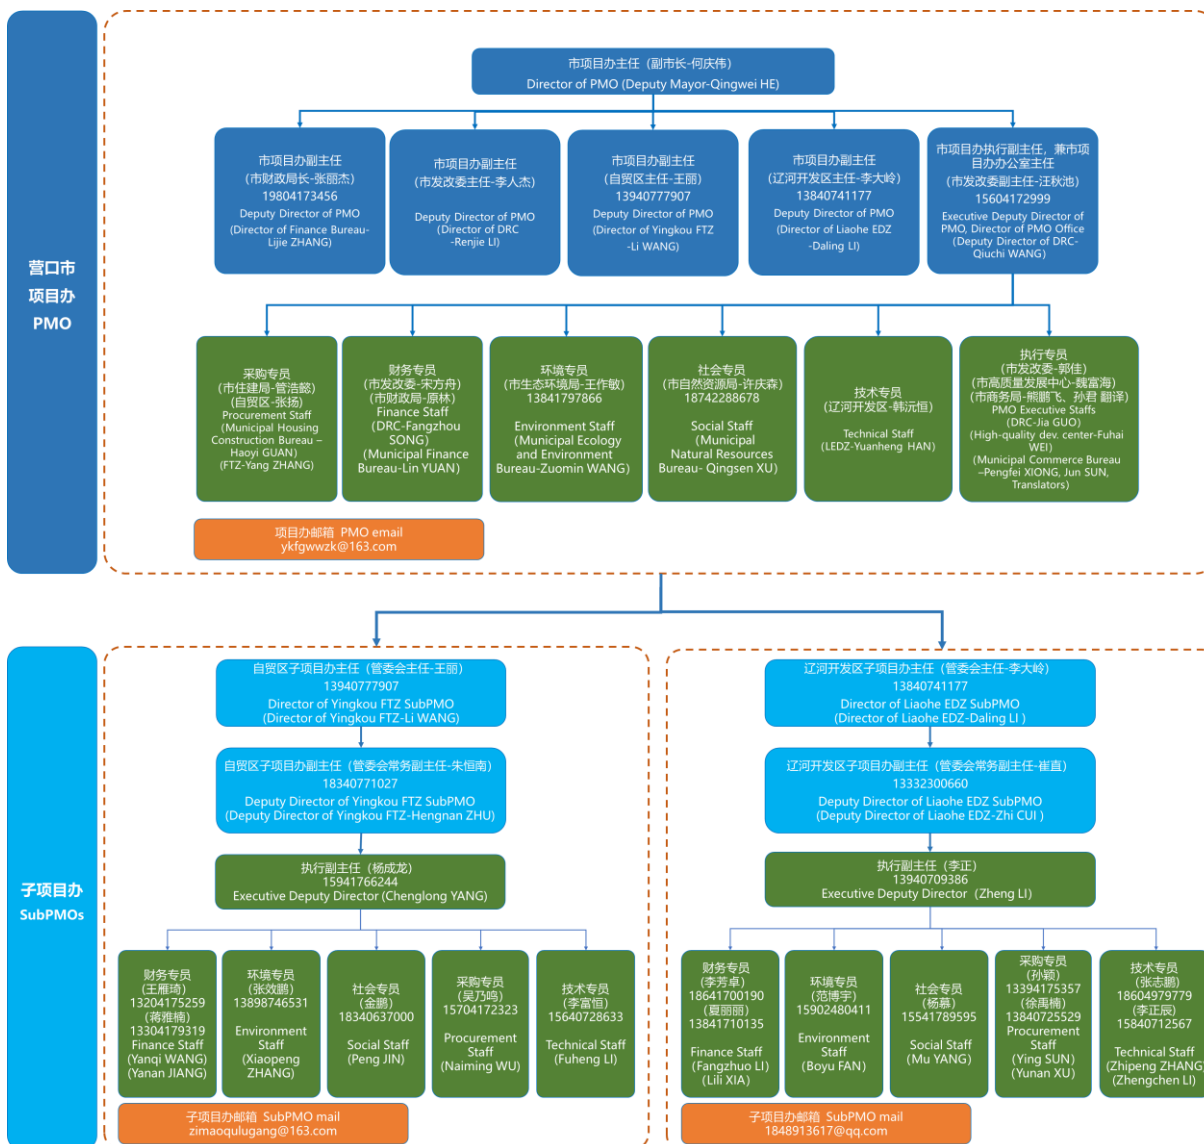 营口市
项目办
PMO
市项目办主任（副市长-何庆伟）
Director of PMO (Deputy Mayor-Qingwei HE)
市项目办副主任
(市财政局长-张丽杰)
19804173456
Deputy Director of PMO
(Director of Finance Bureau-
Lijie ZHANG)
市项目办副主任
(市发改委主任-李人杰)
Deputy Director of PMO
(Director of DRC
-Renjie LI)
市项目办副主任
(自贸区主任-王丽)
13940777907
Deputy Director of PMO
(Director of Yingkou FTZ
-Li WANG)
市项目办副主任
(辽河开发区主任-李大岭)
13840741177
Deputy Director of PMO
(Director of Liaohe EDZ
-Daling LI)
市项目办执行副主任，兼市项
目办办公室主任
(市发改委副主任-汪秋池)
15604172999
Executive Deputy Director of
PMO, Director of PMO Office
(Deputy Director of DRC-
Qiuchi WANG）
采购专员
(市住建局-管浩懿)
(自贸区-张扬)
Procurement Staff
(Municipal Housing
Construction Bureau –
Haoyi GUAN)
(FTZ-Yang ZHANG)
财务专员
(市发改委-宋方舟)
(市财政局-原林)
Finance Staff
(DRC-Fangzhou
SONG）
(Municipal Finance
Bureau-Lin YUAN）
环境专员
(市生态环境局-王作敏)
13841797866
Environment Staff
（Municipal Ecology
and Environment
Bureau-Zuomin WANG）
社会专员
(市自然资源局-许庆森)
18742288678
Social Staff
（Municipal
Natural Resources
Bureau- Qingsen XU）
技术专员
(辽河开发区-韩沅恒)
Technical Staff
(LEDZ-Yuanheng HAN)
执行专员
(市发改委-郭佳)
(市高质量发展中心-魏富海)
(市商务局-熊鹏飞、孙君 翻译)
PMO Executive Staffs
(DRC-Jia GUO)
(High-quality dev. center-Fuhai
WEI）
(Municipal Commerce Bureau
–Pengfei XIONG, Jun SUN,
Translators）
项目办邮箱 PMO email
ykfgwwzk@163.com
子项目办
SubPMOs
自贸区子项目办主任（管委会主任-王丽）
13940777907
Director of Yingkou FTZ SubPMO
(Director of Yingkou FTZ-Li WANG)
自贸区子项目办副主任（管委会常务副主任-朱恒南）
18340771027
Deputy Director of Yingkou FTZ SubPMO
(Deputy Director of Yingkou FTZ-Hengnan ZHU)
执行副主任（杨成龙）
15941766244
Executive Deputy Director (Chenglong YANG)
财务专员
(王雁琦)
13204175259
(蒋雅楠)
13304179319
Finance Staff
(Yanqi WANG)
(Yanan JIANG)
环境专员
(张效鹏)
13898746531
Environment
Staff
(Xiaopeng
ZHANG)
社会专员
(金鹏)
18340637000
Social Staff
(Peng JIN)
采购专员
(吴乃鸣)
15704172323
Procurement
Staff
(Naiming WU)
技术专员
(李富恒)
15640728633
Technical Staff
(Fuheng LI)
子项目办邮箱 SubPMO mail
zimaoqulugang@163.com
辽河开发区子项目办主任（管委会主任-李大岭）
13840741177
Director of Liaohe EDZ SubPMO
(Director of Liaohe EDZ-Daling LI )
辽河开发区子项目办副主任（管委会常务副主任-崔直）
13332300660
Deputy Director of Liaohe EDZ SubPMO
(Deputy Director of Liaohe EDZ-Zhi CUI )
执行副主任（李正）
13940709386
Executive Deputy Director（Zheng LI）
财务专员
(李芳卓)
18641700190
(夏丽丽)
13841710135
Finance Staff
（Fangzhuo LI）
(Lili XIA)
环境专员
(范博宇)
15902480411
Environment
Staff
(Boyu FAN)
社会专员
(杨慕)
15541789595
Social Staff
(Mu YANG)
采购专员
(孙颖)
13394175357
(徐禹楠)
13840725529
Procurement
Staff
(Ying SUN)
(Yunan XU）
技术专员
(张志鹏)
18604979779
(李正辰)
15840712567
Technical Staff
(Zhipeng ZHANG)
(Zhengchen LI)
子项目办邮箱 SubPMO mail
1848913617@qq.com